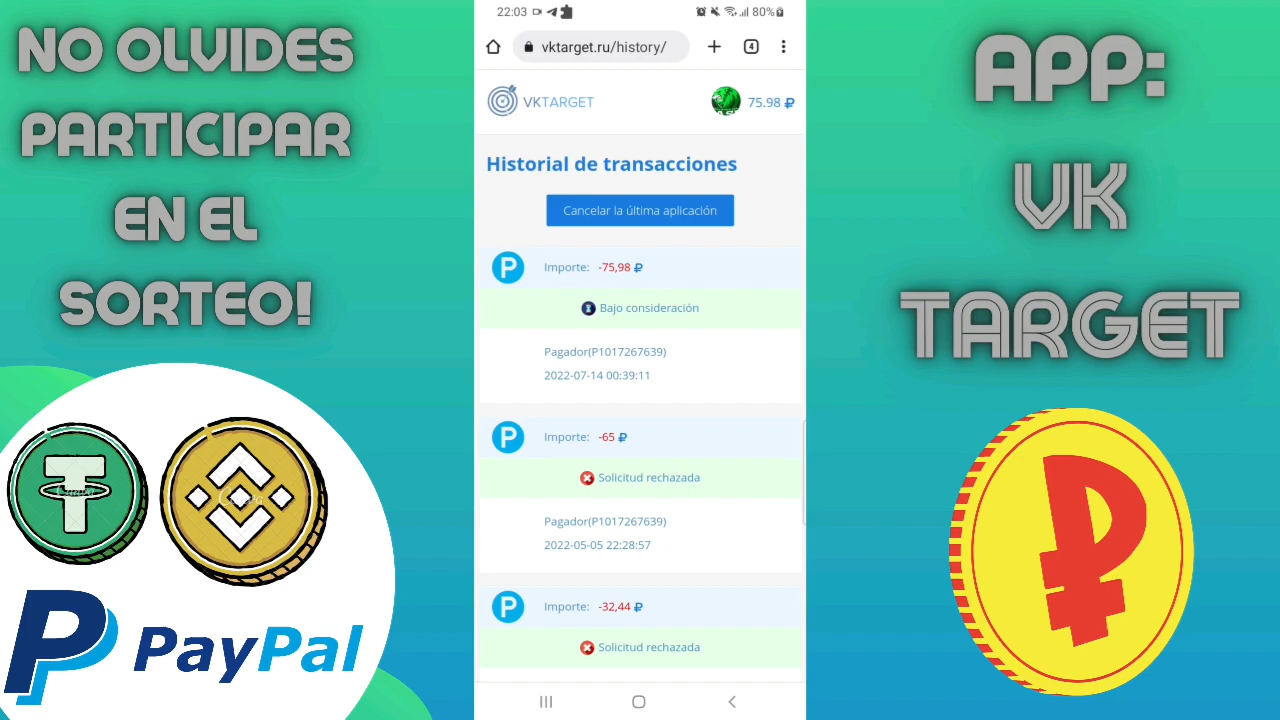 NO OLVIDES
PARTICIPAR
EN EL
SORTEO!
PayPal
22:03
80%
vktarget.ru/history/
4
VKTARGET
75.98 ₽
Historial de transacciones
Cancelar la última aplicación
Importe: -75,98 ₽
Bajo consideración
Pagador(P1017267639)
2022-07-14 00:39:11
Importe: -65 ₽
Solicitud rechazada
Pagador(P1017267639)
2022-05-05 22:28:57
Importe: -32,44 ₽
Solicitud rechazada
APP:
VK
TARGET